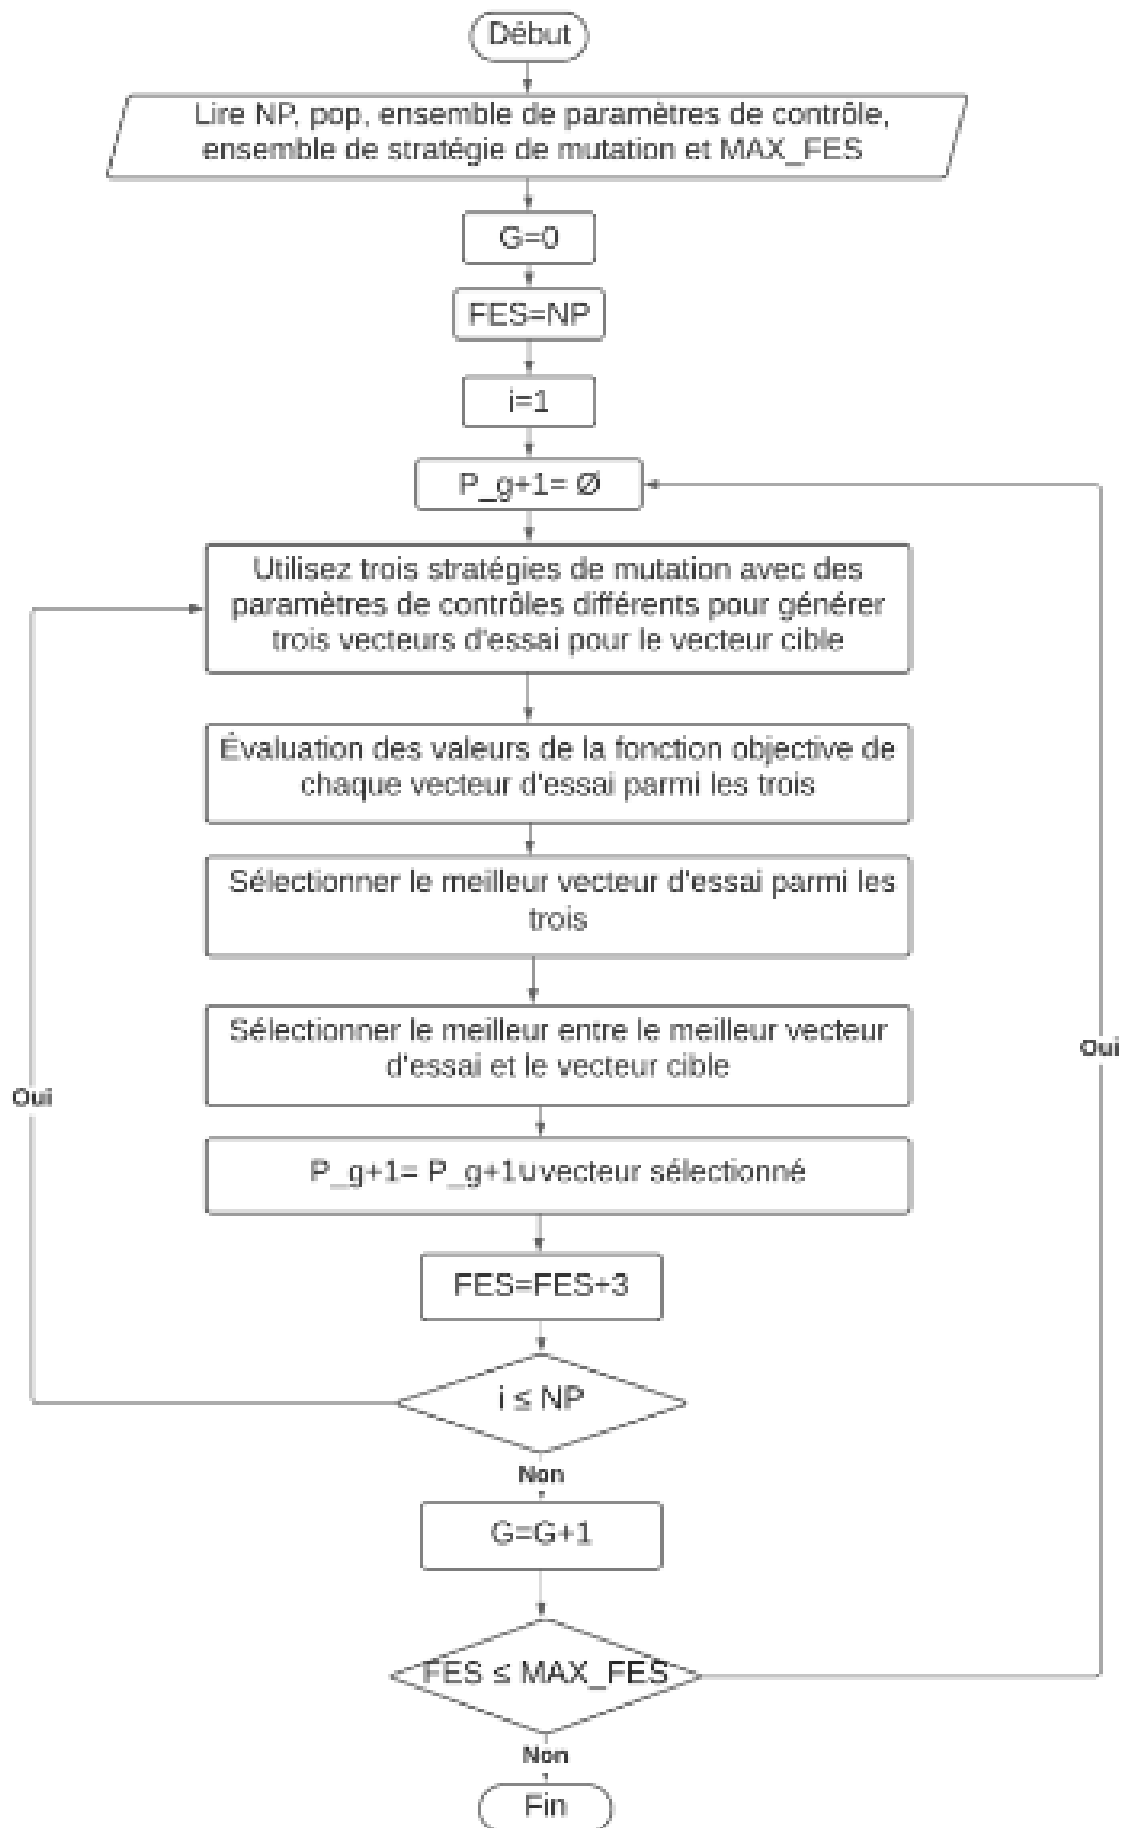 Début
Lire NP, pop, ensemble de paramètres de contrôle,
ensemble de stratégie de mutation et MAX_FES
G=0
FES=NP
i=1
P_g+1= Ø
Utilisez trois stratégies de mutation avec des
paramètres de contrôles différents pour générer
trois vecteurs d'essai pour le vecteur cible
Évaluation des valeurs de la fonction objective de
chaque vecteur d'essai parmi les trois
Sélectionner le meilleur vecteur d'essai parmi les
trois
Sélectionner le meilleur entre le meilleur vecteur
d'essai et le vecteur cible
Oui
Oui
P_g+1= P_g+1∪vecteur sélectionné
FES=FES+3
i ≤ NP
Non
G=G+1
FES ≤ MAX_FES
Non
Fin